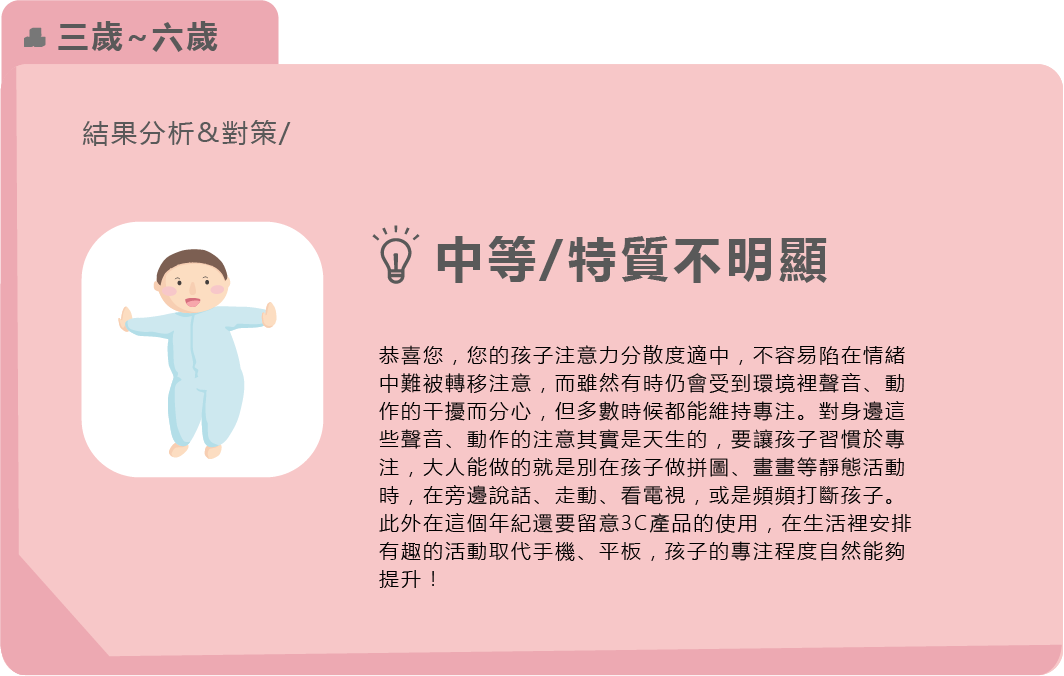 三歲~六歲
結果分析&對策/
中等/特質不明顯
恭喜您，您的孩子注意力分散度適中，不容易陷在情緒
中難被轉移注意，而雖然有時仍會受到環境裡聲音、動
作的干擾而分心，但多數時候都能維持專注。對身邊這
些聲音、動作的注意其實是天生的，要讓孩子習慣於專
注，大人能做的就是別在孩子做拼圖、畫畫等靜態活動
時，在旁邊說話、走動、看電視，或是頻頻打斷孩子。
此外在這個年紀還要留意3C產品的使用，在生活裡安排
有趣的活動取代手機、平板，孩子的專注程度自然能夠
提升！